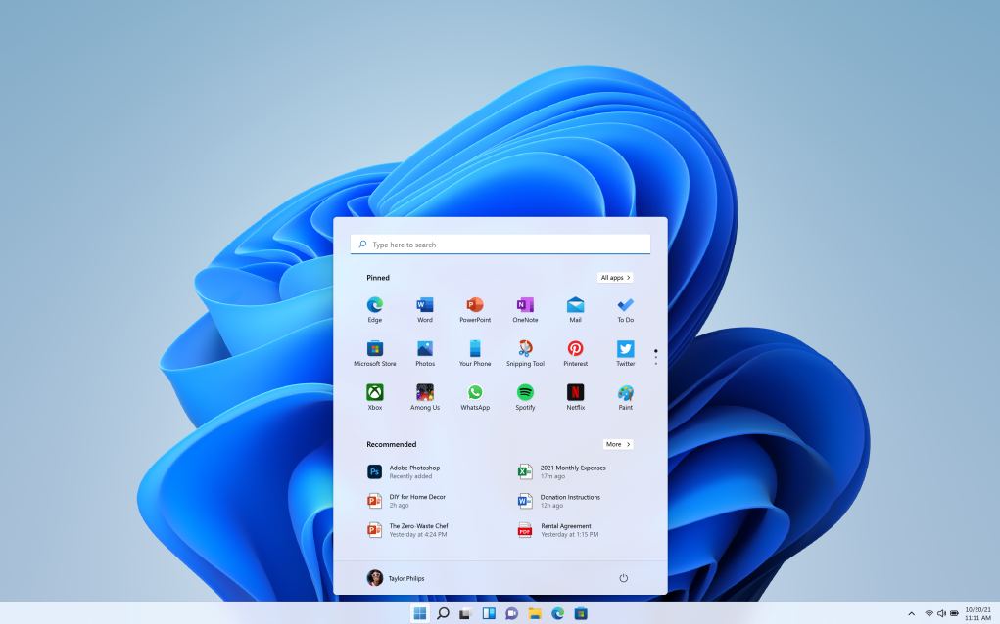 Type here to search
Pinned
All apps >
Edge
Word
PowerPoint
OneNote
Mail
To Do
Microsoft Store
Photos
Your Phone
Snipping Tool
Pinterest
Twitter
Xbox
Among Us
WhatsApp
Spotify
Netflix
Paint
Recommended
More >
Adobe Photoshop
Recently added
2021 Monthly Expenses
17m ago
DIY for Home Decor
2h ago
Donation Instructions
12h ago
The Zero-Waste Chef
Yesterday at 4:24 PM
Rental Agreement
Yesterday at 1:15 PM
Taylor Philips
10/20/21
11:11 AM